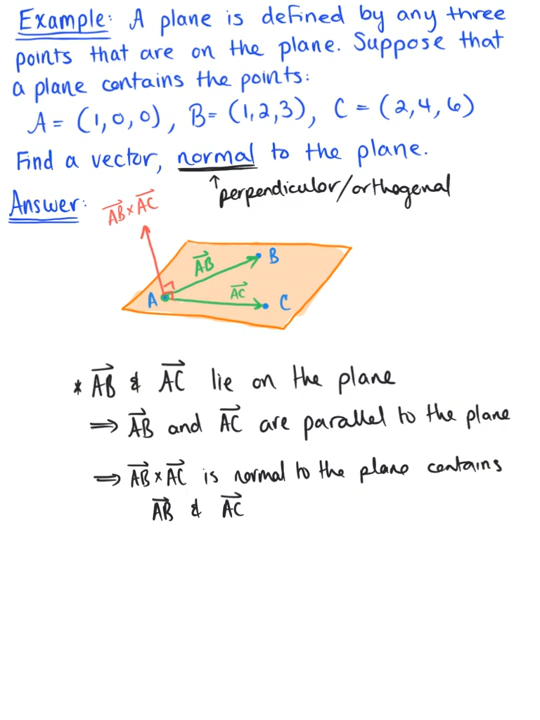 Example: A plane is defined by any three
points that are on the plane. Suppose that
a plane contains the points:
A = (1,0,0), B= (1,2,3), C = (2,4,6)
Find a vector, normal to the plane.
↑perpendicular/orthogonal
Answer:
AB×AC
AB
B
A
AC
C
* AB & AC lie on the plane
⇒ AB and AC are parallel to the plane
⇒ AB×AC is normal to the plane contains
AB & AC